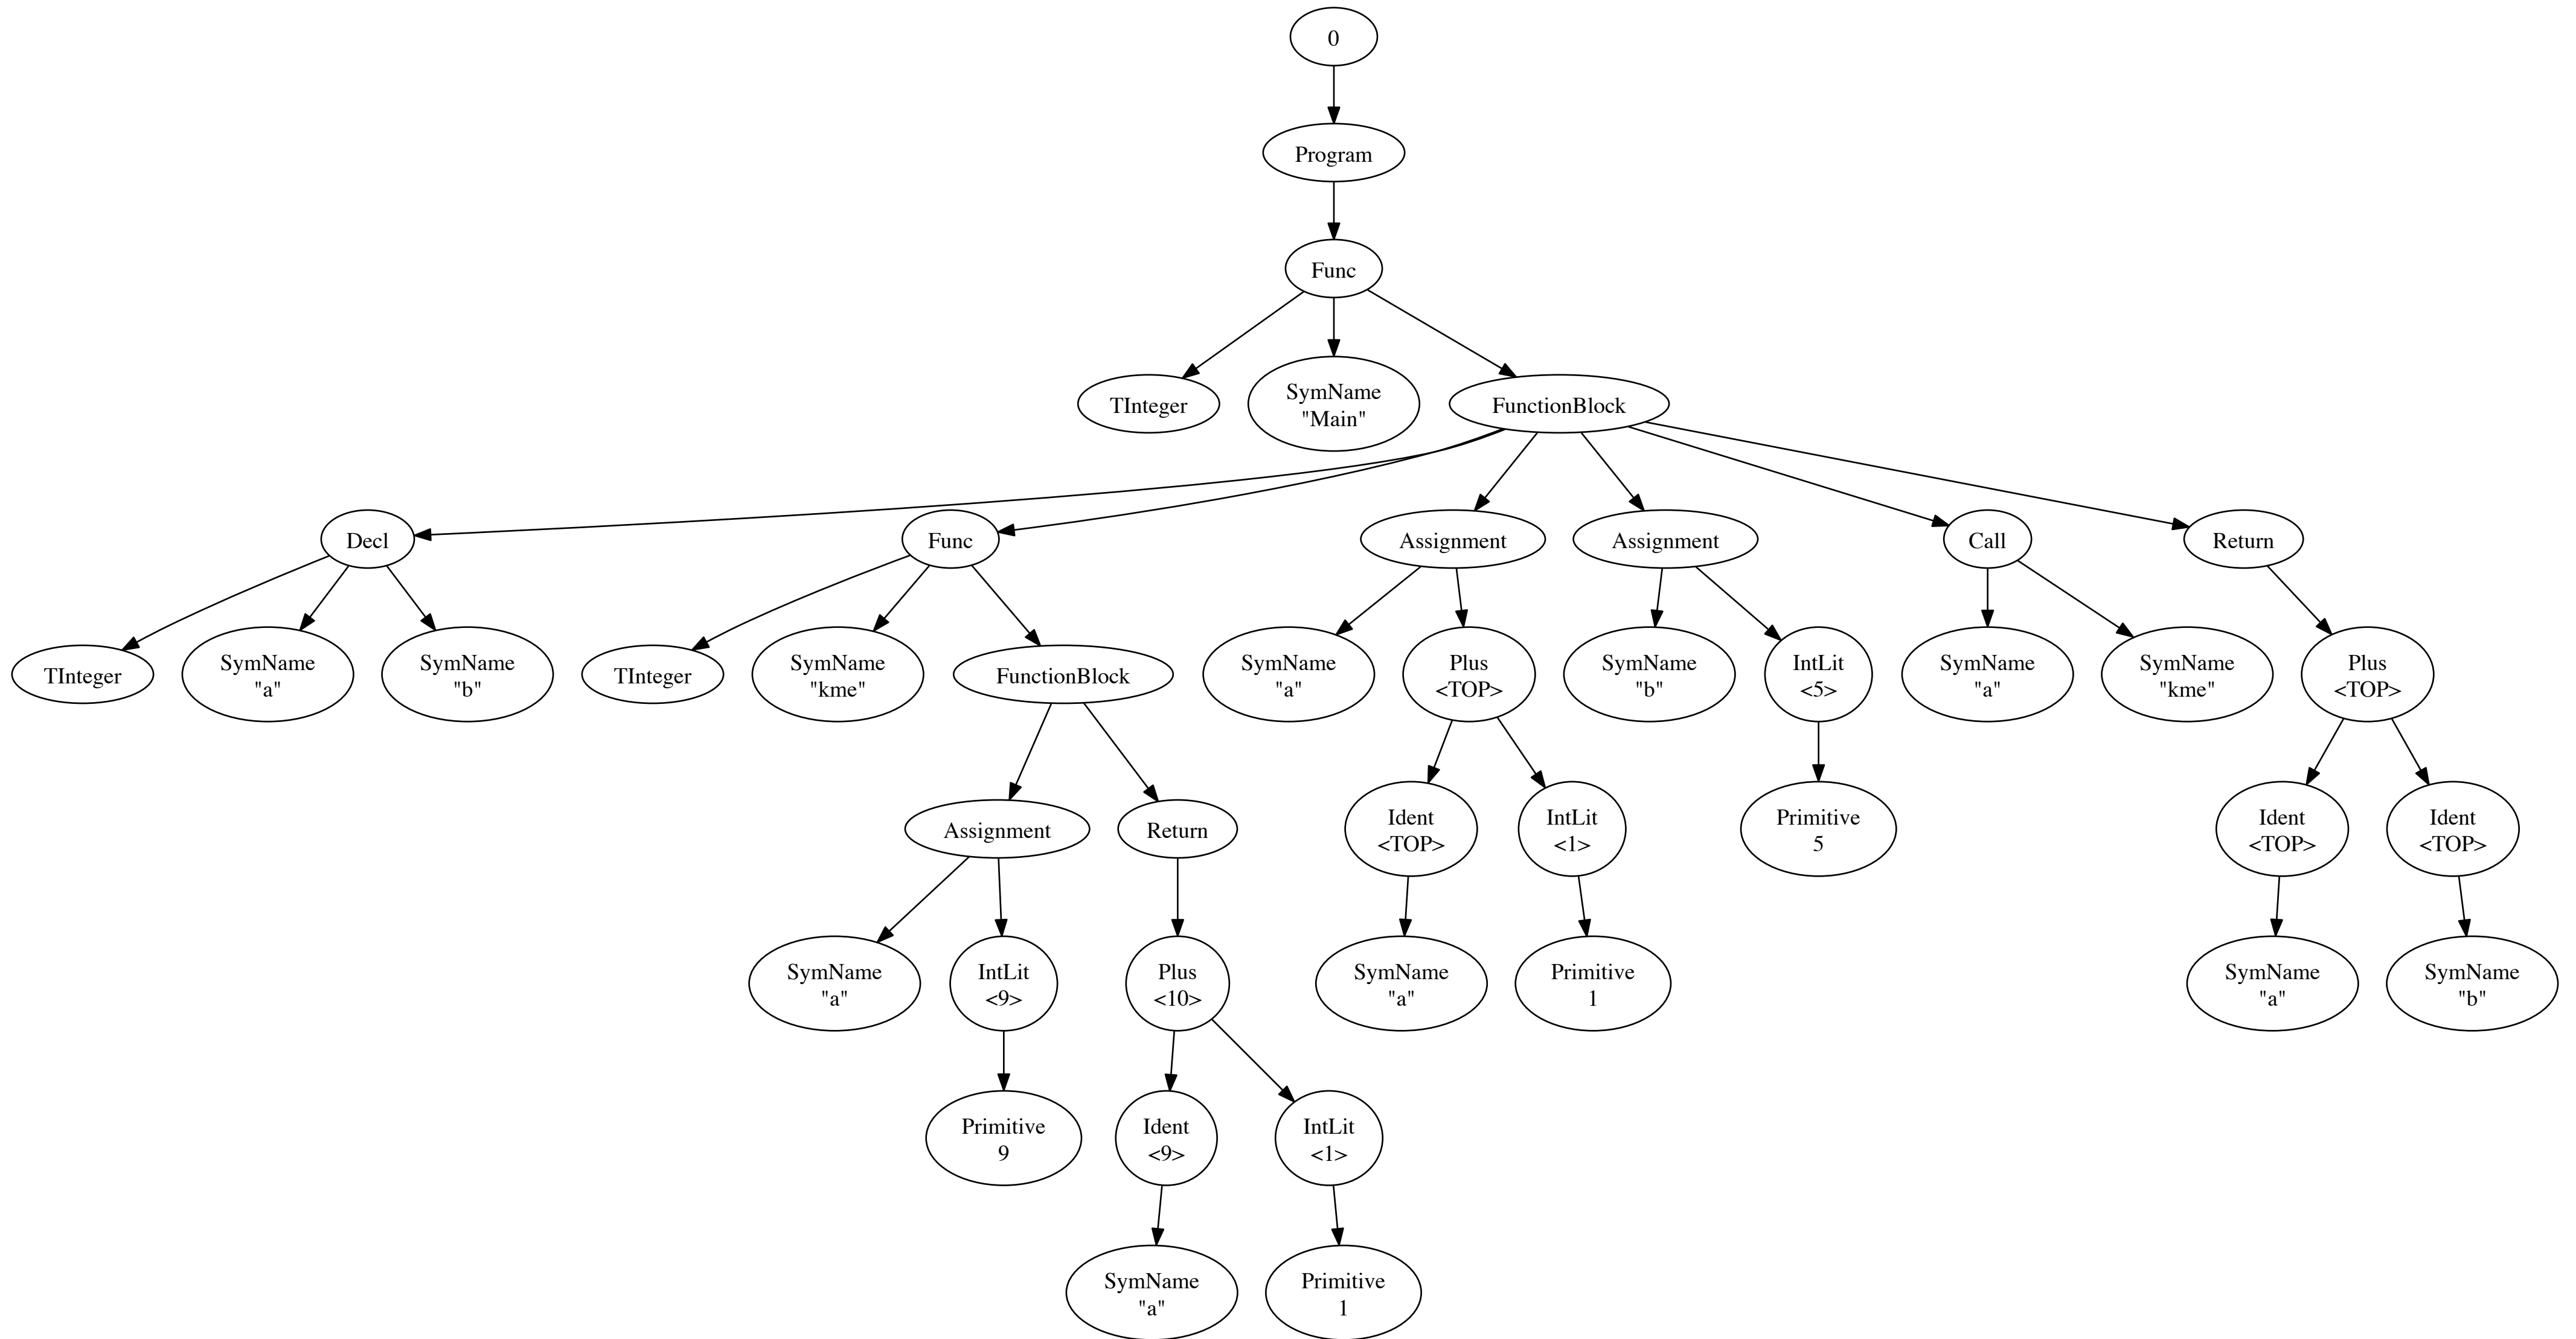 0
Program
Func
TInteger
SymName
"Main"
FunctionBlock
Decl
Func
Assignment
Assignment
Call
Return
TInteger
SymName
"a"
SymName
"b"
TInteger
SymName
"kme"
FunctionBlock
SymName
"a"
Plus
<TOP>
SymName
"b"
IntLit
<5>
SymName
"a"
SymName
"kme"
Plus
<TOP>
Assignment
Return
Ident
<TOP>
IntLit
<1>
Primitive
5
Ident
<TOP>
Ident
<TOP>
SymName
"a"
IntLit
<9>
Plus
<10>
SymName
"a"
Primitive
1
SymName
"a"
SymName
"b"
Primitive
9
Ident
<9>
IntLit
<1>
SymName
"a"
Primitive
1